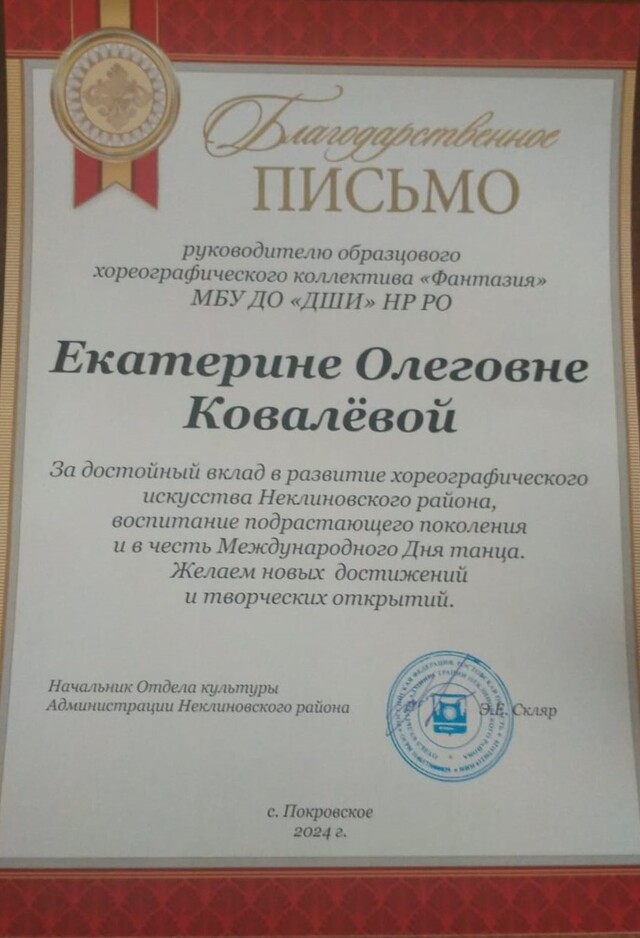 Благодарственное
ПИСЬМО
руководителю образцового
хореографического коллектива «Фантазия»
МБУ ДО «ДШИ» НР РО
Екатерине Олеговне
Ковалёвой
За достойный вклад в развитие хореографического
искусства Неклиновского района,
воспитание подрастающего поколения
и в честь Международного Дня танца.
Желаем новых достижений
и творческих открытий.
Начальник Отдела культуры
Администрации Неклиновского района
Э.Е. Скляр
с. Покровское
2024 г.